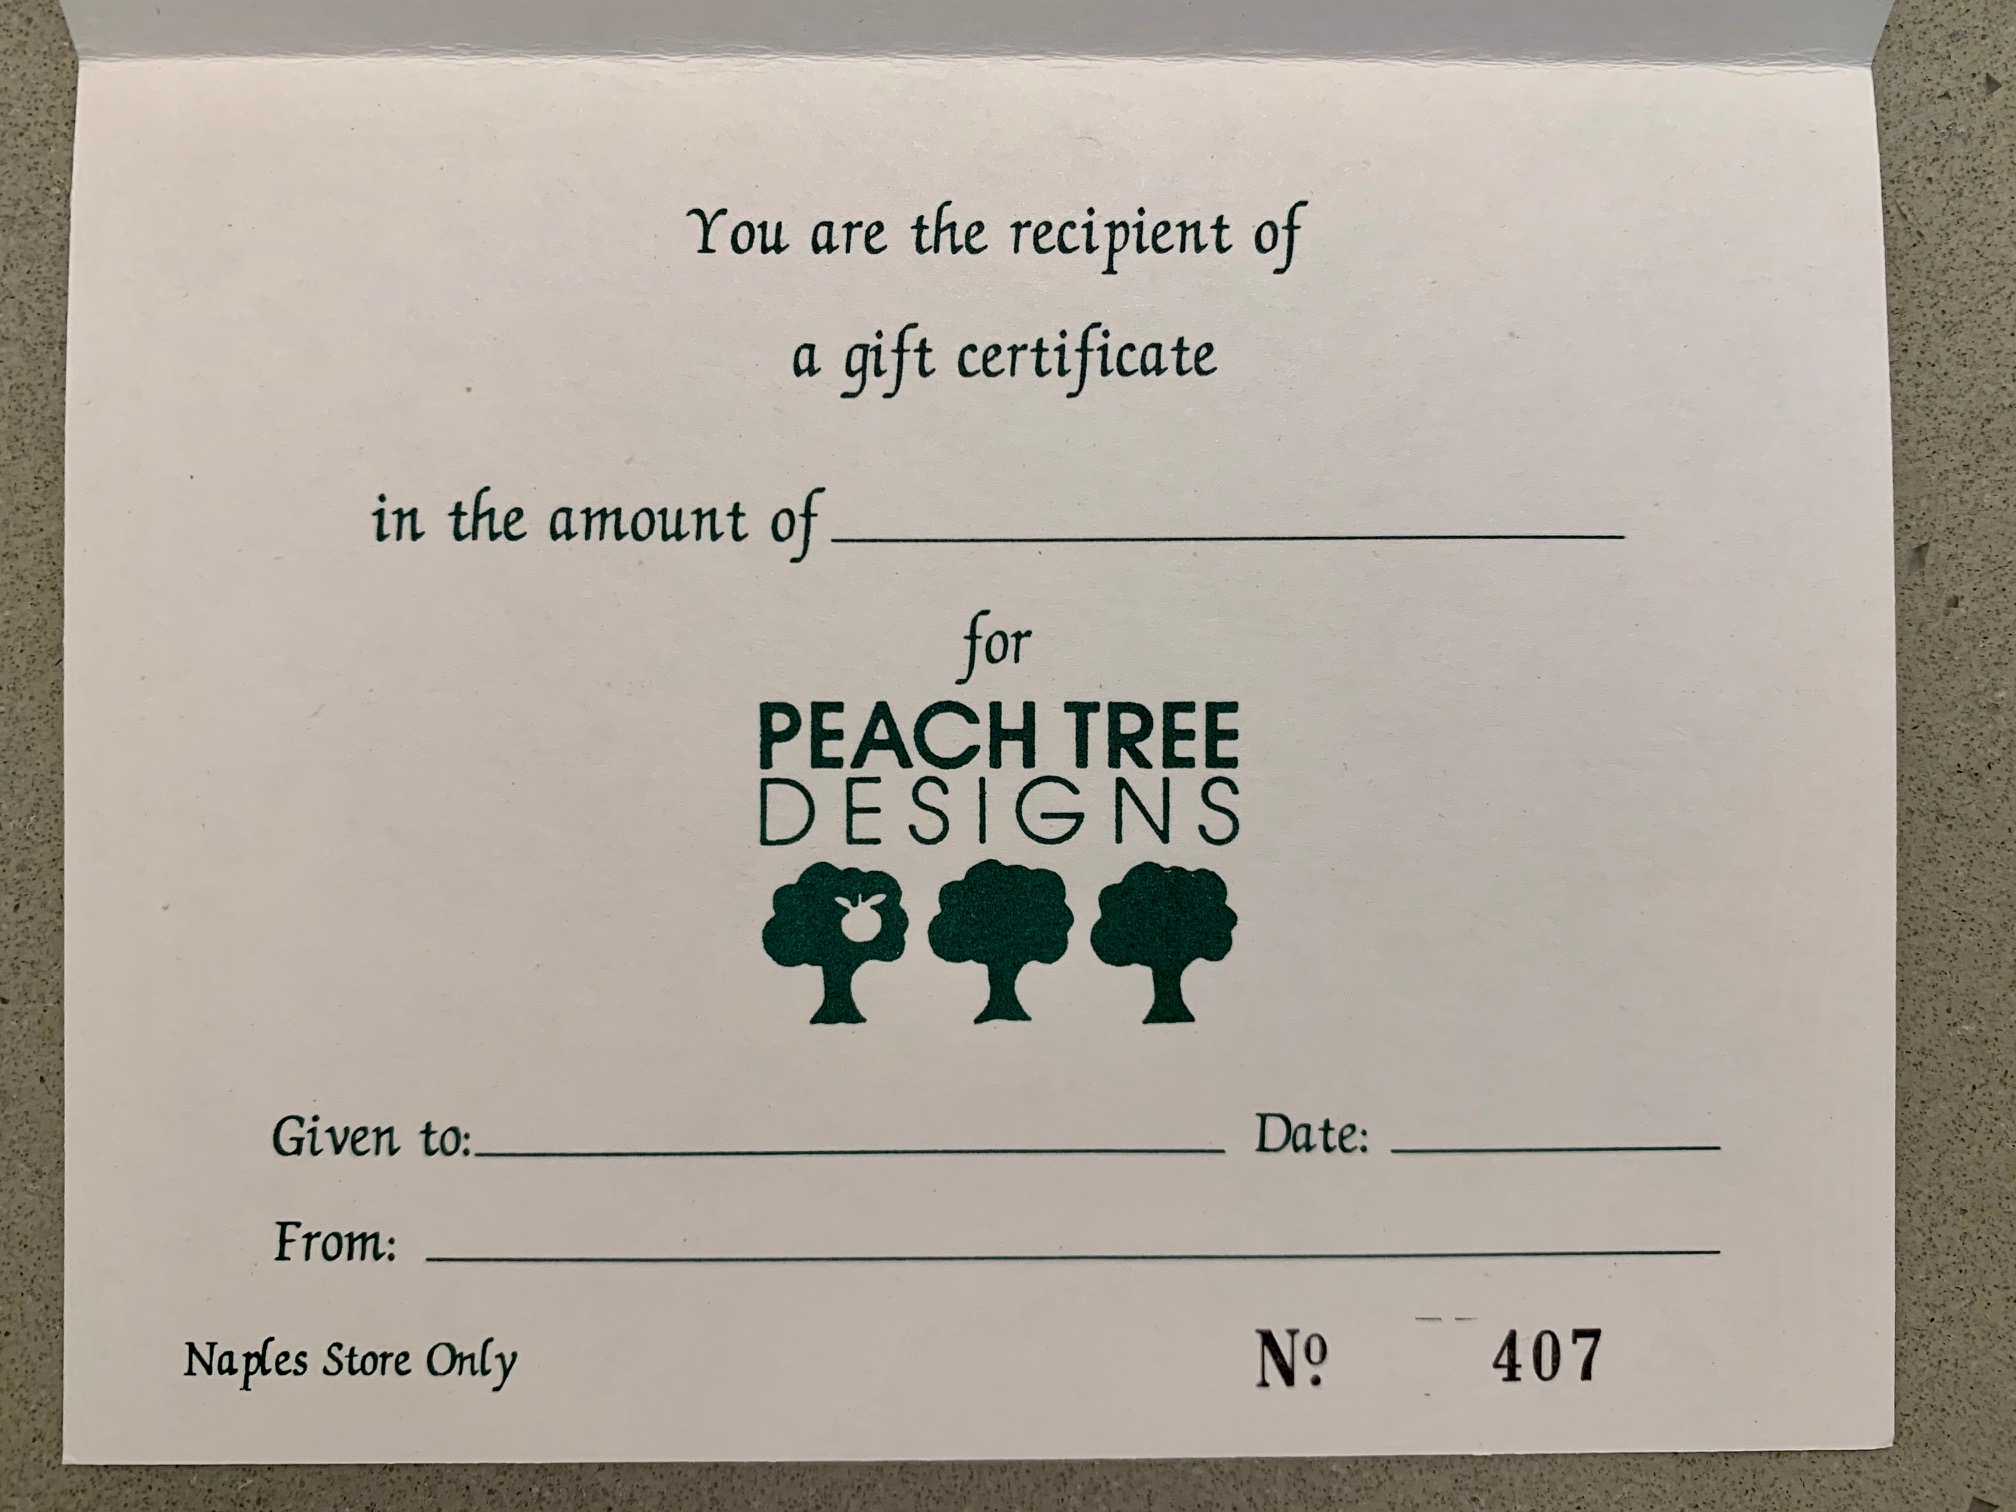 You are the recipient of
a gift certificate
in the amount of
for
PEACH TREE
DESIGNS
Given to: Date:
From:
Naples Store Only Nº 407